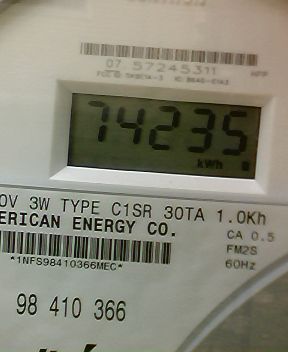 07 57245311
74235
kWh
0V 3W TYPE C1SR 30TA 1.0Kh
ERICAN ENERGY CO.
CA 0.5
FM2S
60Hz
*1NFS98410366MEC*
98 410 366